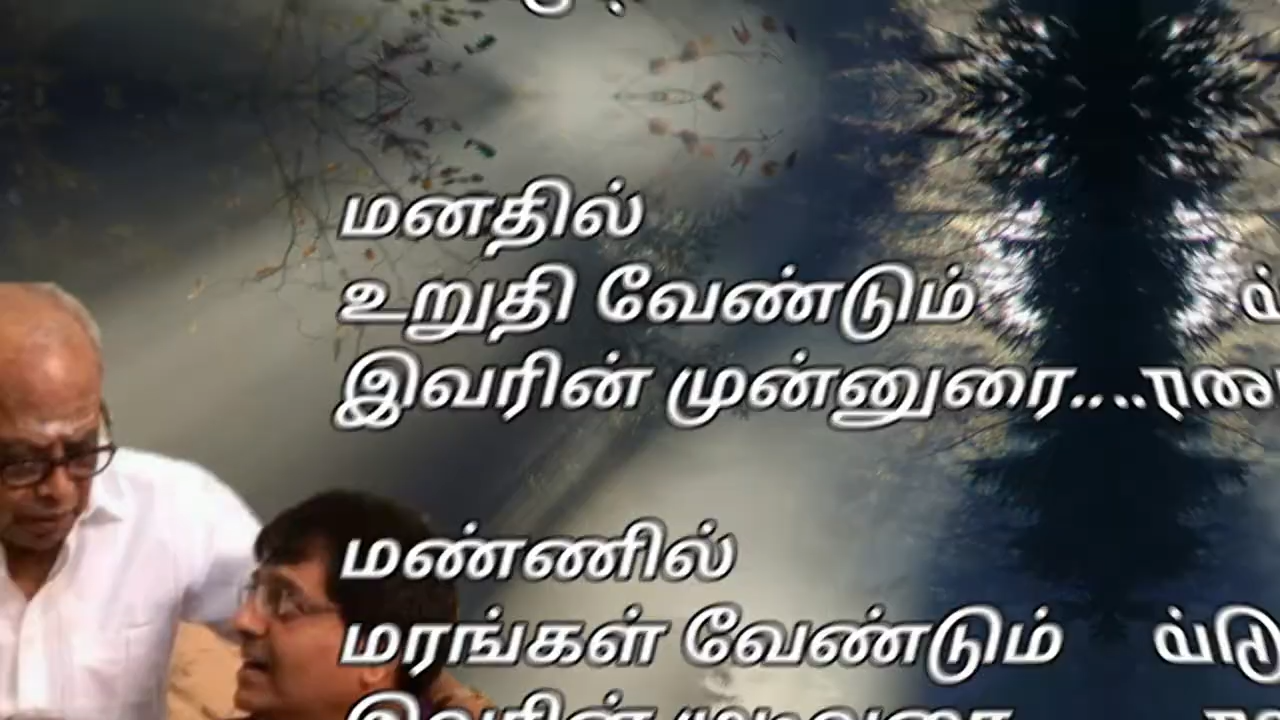 மனதில்
உறுதி வேண்டும்
இவரின் முன்னுரை....
மண்ணில்
மரங்கள் வேண்டும்